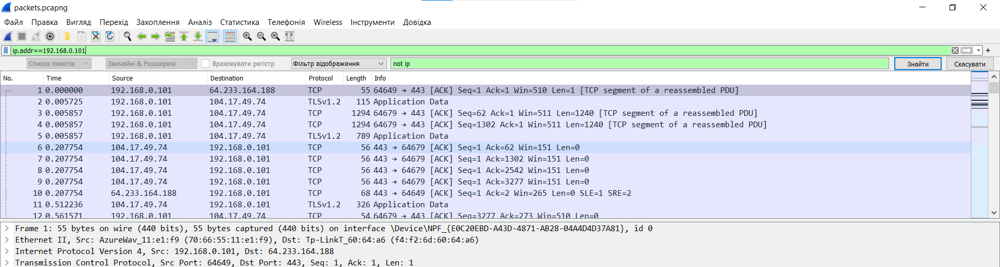 packets.pcapng
Файл Правка Вигляд Перехід Захоплення Аналіз Статистика Телефонія Wireless Інструменти Довідка
ip.addr==192.168.0.101
Список пакетів Звичайні & Розширені Враховувати регістр Фільтр відображення not ip Знайти Скасувати
No. Time Source Destination Protocol Length Info
1 0.000000 192.168.0.101 64.233.164.188 TCP 55 64649 → 443 [ACK] Seq=1 Ack=1 Win=510 Len=1 [TCP segment of a reassembled PDU]
2 0.005725 192.168.0.101 104.17.49.74 TLSv1.2 115 Application Data
3 0.005857 192.168.0.101 104.17.49.74 TCP 1294 64679 → 443 [ACK] Seq=62 Ack=1 Win=511 Len=1240 [TCP segment of a reassembled PDU]
4 0.005857 192.168.0.101 104.17.49.74 TCP 1294 64679 → 443 [ACK] Seq=1302 Ack=1 Win=511 Len=1240 [TCP segment of a reassembled PDU]
5 0.005857 192.168.0.101 104.17.49.74 TLSv1.2 789 Application Data
6 0.207754 104.17.49.74 192.168.0.101 TCP 56 443 → 64679 [ACK] Seq=1 Ack=62 Win=151 Len=0
7 0.207754 104.17.49.74 192.168.0.101 TCP 56 443 → 64679 [ACK] Seq=1 Ack=1302 Win=151 Len=0
8 0.207754 104.17.49.74 192.168.0.101 TCP 56 443 → 64679 [ACK] Seq=1 Ack=2542 Win=151 Len=0
9 0.207754 104.17.49.74 192.168.0.101 TCP 56 443 → 64679 [ACK] Seq=1 Ack=3277 Win=151 Len=0
10 0.207754 64.233.164.188 192.168.0.101 TCP 68 443 → 64649 [ACK] Seq=1 Ack=2 Win=265 Len=0 SLE=1 SRE=2
11 0.512236 104.17.49.74 192.168.0.101 TLSv1.2 326 Application Data
12 0.561571 192.168.0.101 104.17.49.74 TCP 54 64679 → 443 [ACK] Seq=3277 Ack=273 Win=510 Len=0
Frame 1: 55 bytes on wire (440 bits), 55 bytes captured (440 bits) on interface \Device\NPF_{E0C20EBD-A43D-4871-AB28-04A4D4D37A81}, id 0
Ethernet II, Src: AzureWav_11:e1:f9 (70:66:55:11:e1:f9), Dst: Tp-LinkT_60:64:a6 (f4:f2:6d:60:64:a6)
Internet Protocol Version 4, Src: 192.168.0.101, Dst: 64.233.164.188
Transmission Control Protocol, Src Port: 64649, Dst Port: 443, Seq: 1, Ack: 1, Len: 1